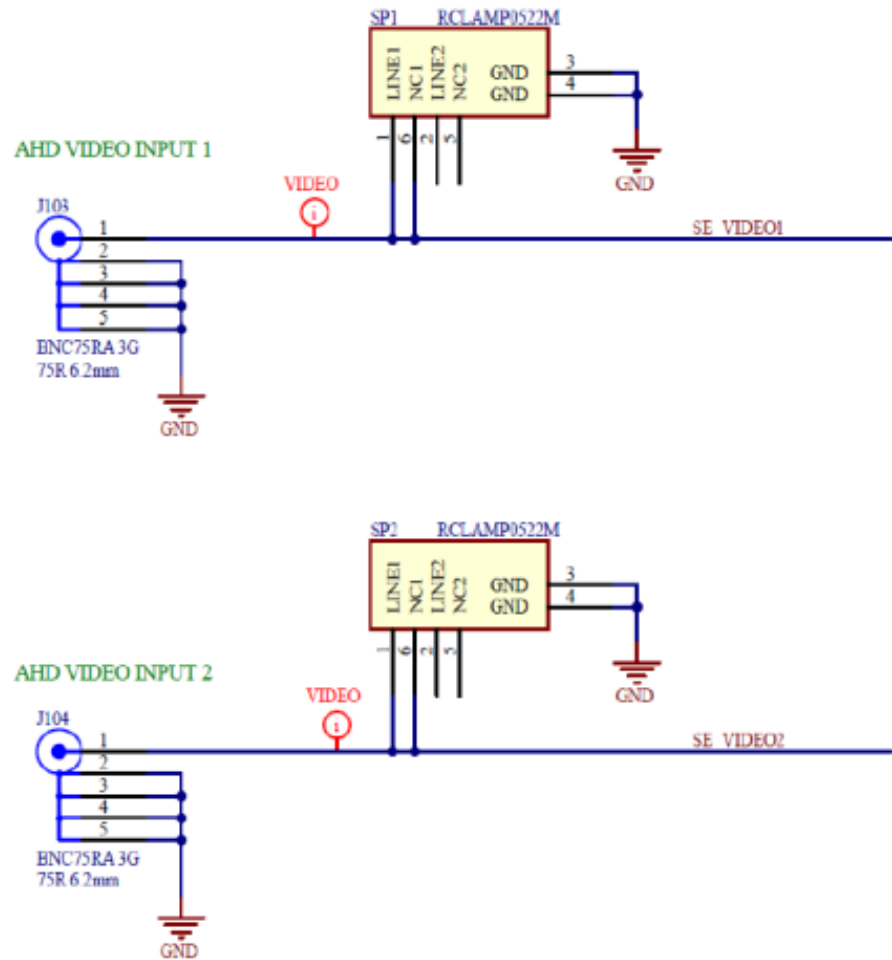 SP1 RCLAMP0522M
LINE1
NC1
LINE2
NC2
GND 3
GND 4
1
6
2
5
GND
AHD VIDEO INPUT 1
VIDEO
i
J103
1
2
3
4
5
SE_VIDEO1
BNC75RA 3G
75R 6.2mm
GND
SP2 RCLAMP0522M
LINE1
NC1
LINE2
NC2
GND 3
GND 4
1
6
2
5
GND
AHD VIDEO INPUT 2
VIDEO
i
J104
1
2
3
4
5
SE_VIDEO2
BNC75RA 3G
75R 6.2mm
GND